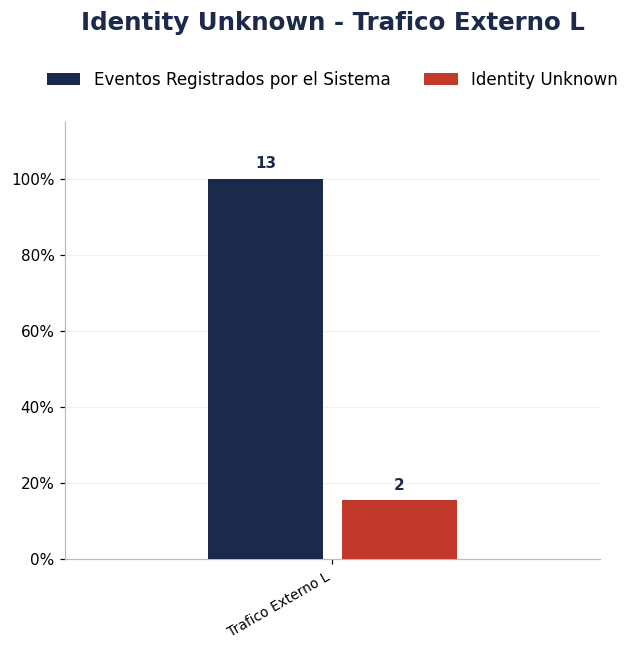 Identity Unknown - Trafico Externo L
Eventos Registrados por el Sistema
Identity Unknown
13
100%
80%
60%
40%
20%
2
0%
Trafico Externo L